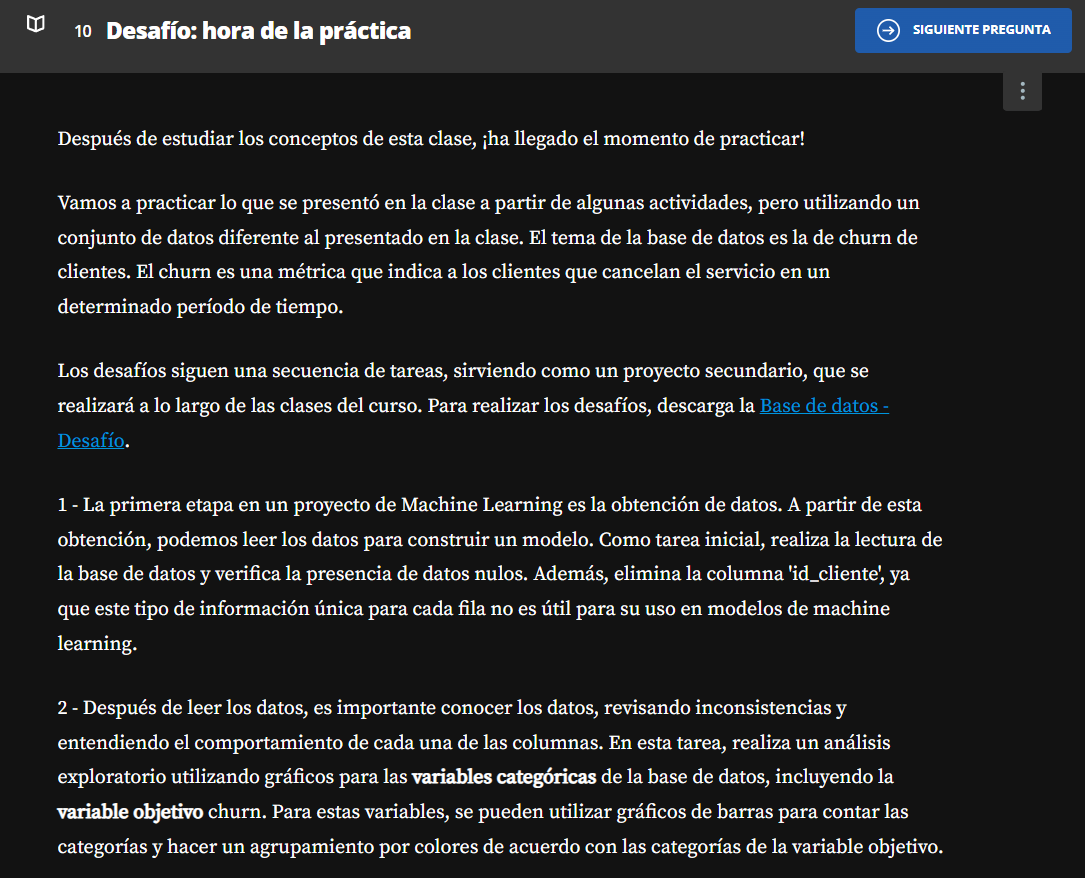 10 Desafío: hora de la práctica
SIGUIENTE PREGUNTA
Después de estudiar los conceptos de esta clase, ¡ha llegado el momento de practicar!
Vamos a practicar lo que se presentó en la clase a partir de algunas actividades, pero utilizando un
conjunto de datos diferente al presentado en la clase. El tema de la base de datos es la de churn de
clientes. El churn es una métrica que indica a los clientes que cancelan el servicio en un
determinado período de tiempo.
Los desafíos siguen una secuencia de tareas, sirviendo como un proyecto secundario, que se
realizará a lo largo de las clases del curso. Para realizar los desafíos, descarga la Base de datos -
Desafío.
1 - La primera etapa en un proyecto de Machine Learning es la obtención de datos. A partir de esta
obtención, podemos leer los datos para construir un modelo. Como tarea inicial, realiza la lectura de
la base de datos y verifica la presencia de datos nulos. Además, elimina la columna 'id_cliente', ya
que este tipo de información única para cada fila no es útil para su uso en modelos de machine
learning.
2 - Después de leer los datos, es importante conocer los datos, revisando inconsistencias y
entendiendo el comportamiento de cada una de las columnas. En esta tarea, realiza un análisis
exploratorio utilizando gráficos para las variables categóricas de la base de datos, incluyendo la
variable objetivo churn. Para estas variables, se pueden utilizar gráficos de barras para contar las
categorías y hacer un agrupamiento por colores de acuerdo con las categorías de la variable objetivo.